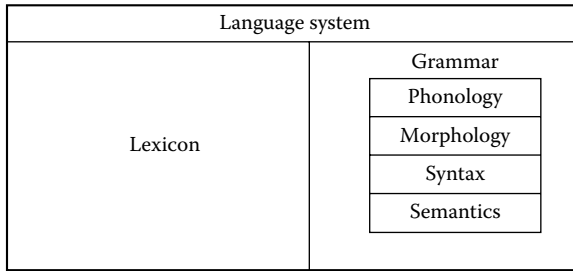 Language system
Lexicon
Grammar
Phonology
Morphology
Syntax
Semantics